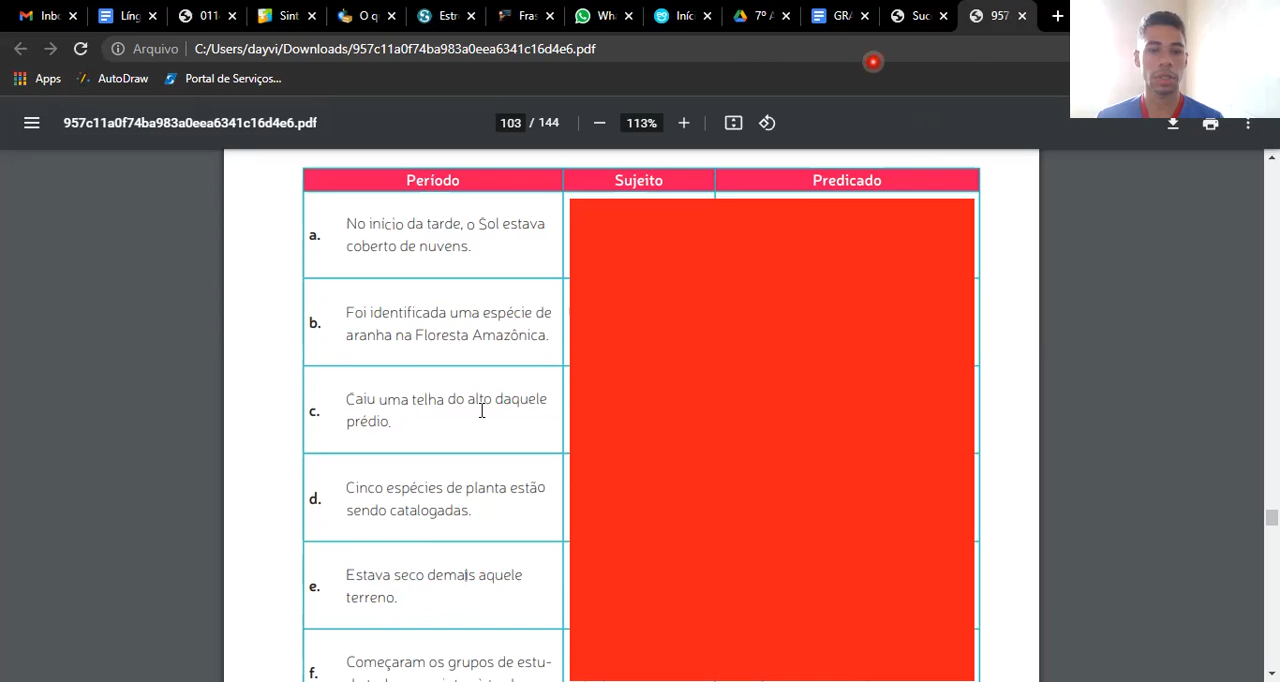 Inbo
Líng
011
Sint
O q
Estr
Fras
Wha
Iníc
7º A
GRA
Suc
957
Arquivo
C:/Users/dayvi/Downloads/957c11a0f74ba983a0eea6341c16d4e6.pdf
Apps
AutoDraw
Portal de Serviços...
957c11a0f74ba983a0eea6341c16d4e6.pdf
103 / 144
113%
Período
Sujeito
Predicado
a.
No início da tarde, o Sol estava
coberto de nuvens.
b.
Foi identificada uma espécie de
aranha na Floresta Amazônica.
c.
Caiu uma telha do alto daquele
prédio.
d.
Cinco espécies de planta estão
sendo catalogadas.
e.
Estava seco demais aquele
terreno.
f.
Começaram os grupos de estu-